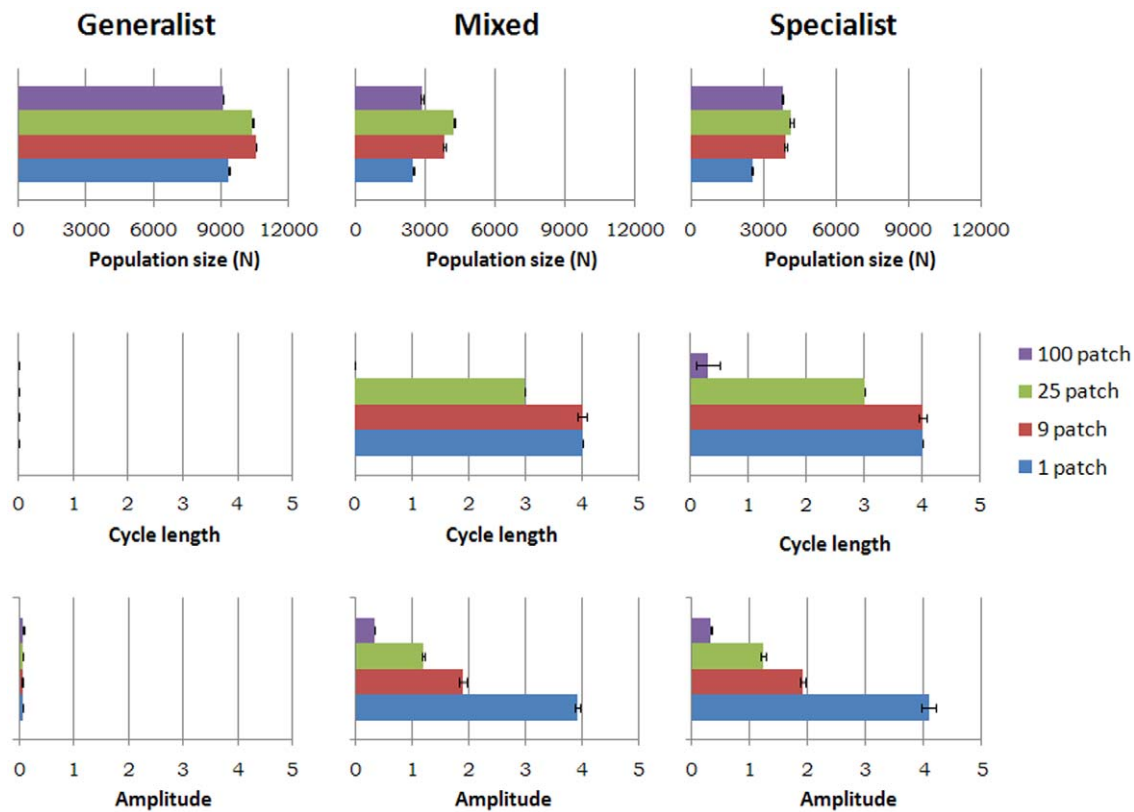 Generalist Mixed Specialist
0 3000 6000 9000 12000 0 3000 6000 9000 12000 0 3000 6000 9000 12000
Population size (N) Population size (N) Population size (N)
100 patch
25 patch
9 patch
1 patch
0 1 2 3 4 5 0 1 2 3 4 5 0 1 2 3 4 5
Cycle length Cycle length Cycle length
0 1 2 3 4 5 0 1 2 3 4 5 0 1 2 3 4 5
Amplitude Amplitude Amplitude